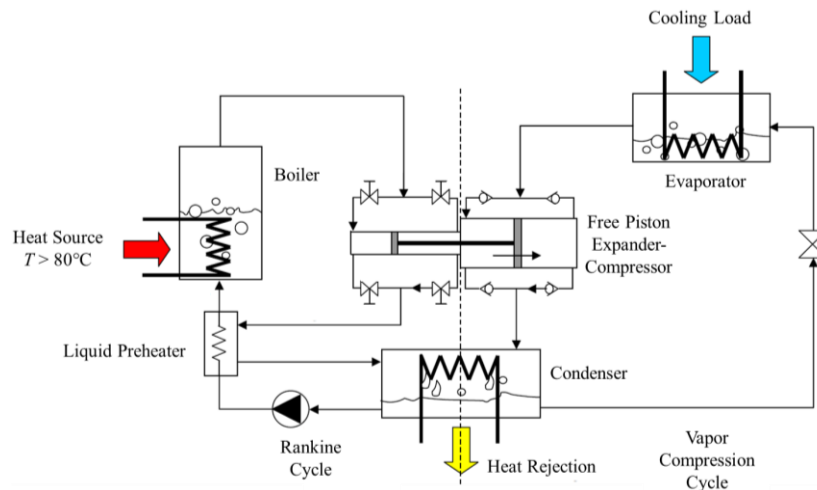 Cooling Load
Boiler
Evaporator
Heat Source
T > 80°C
Free Piston
Expander-
Compressor
Liquid Preheater
Condenser
Rankine
Cycle
Heat Rejection
Vapor
Compression
Cycle